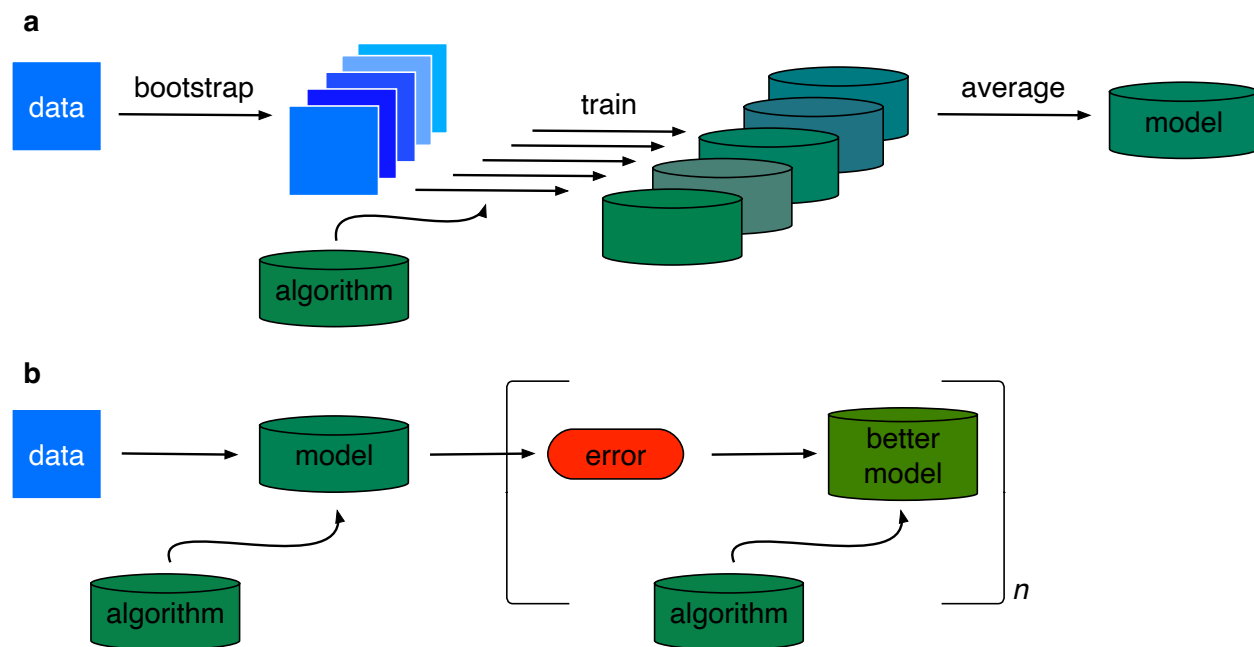 a
data
bootstrap
train
average
model
algorithm
b
data
model
error
better
model
algorithm
algorithm
n